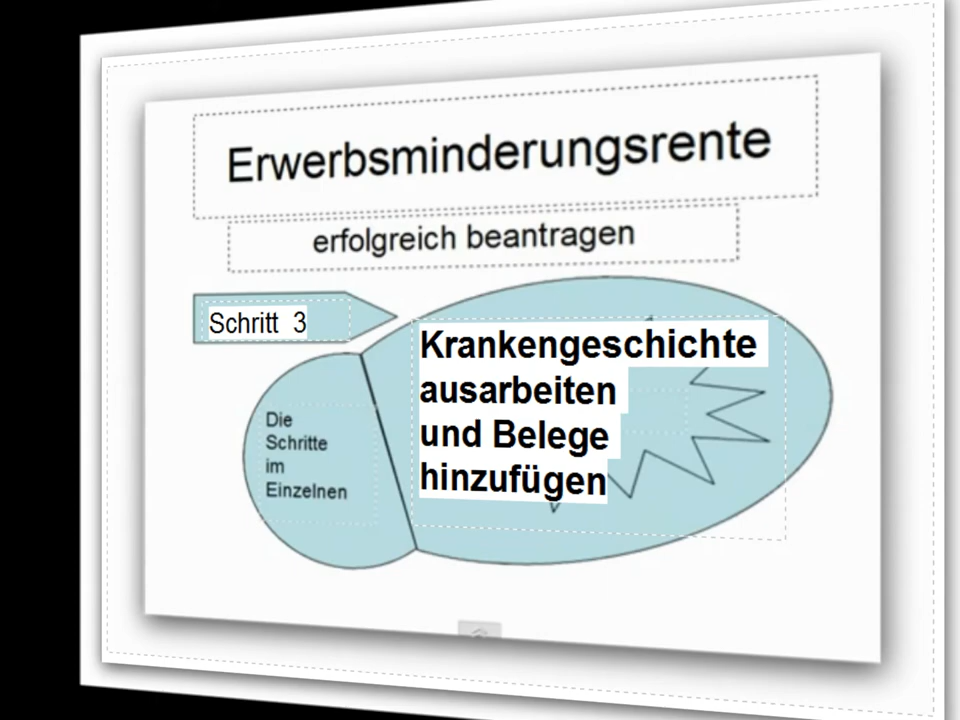 Erwerbsminderungsrente
erfolgreich beantragen
Schritt 3
Krankengeschichte
ausarbeiten
und Belege
hinzufügen
Die
Schritte
im
Einzelnen